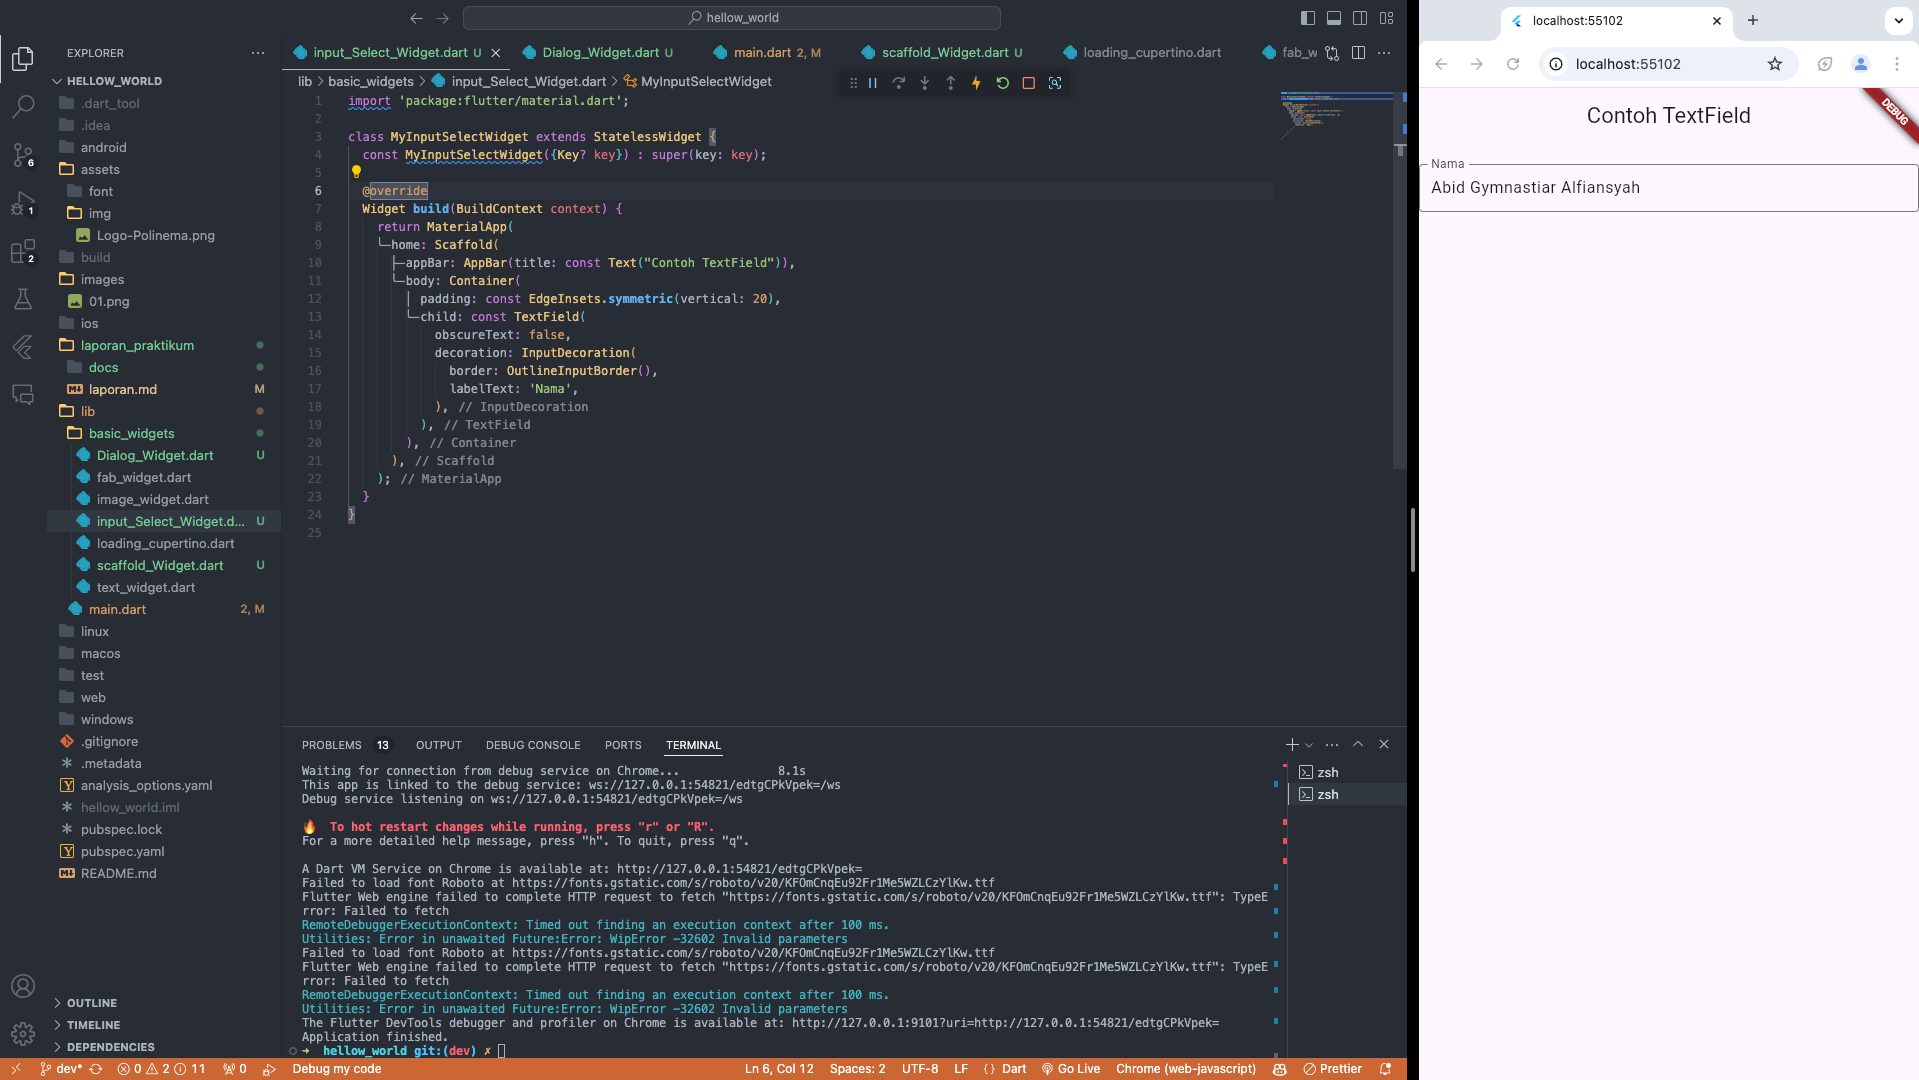 hellow_world
localhost:55102
EXPLORER
input_Select_Widget.dart U
Dialog_Widget.dart U
main.dart 2, M
scaffold_Widget.dart U
loading_cupertino.dart
fab_w
localhost:55102
HELLOW_WORLD
lib > basic_widgets > input_Select_Widget.dart > MyInputSelectWidget
.dart_tool
.idea
android
assets
font
img
Logo-Polinema.png
build
images
01.png
ios
laporan_praktikum
docs
laporan.md M
lib
basic_widgets
Dialog_Widget.dart U
fab_widget.dart
image_widget.dart
input_Select_Widget.d... U
loading_cupertino.dart
scaffold_Widget.dart U
text_widget.dart
main.dart 2, M
linux
macos
test
web
windows
.gitignore
.metadata
analysis_options.yaml
hellow_world.iml
pubspec.lock
pubspec.yaml
README.md
OUTLINE
TIMELINE
DEPENDENCIES
6
1
2
1 import 'package:flutter/material.dart';
2
3 class MyInputSelectWidget extends StatelessWidget {
4 const MyInputSelectWidget({Key? key}) : super(key: key);
5
6 @override
7 Widget build(BuildContext context) {
8 return MaterialApp(
9 home: Scaffold(
10 appBar: AppBar(title: const Text("Contoh TextField")),
11 body: Container(
12 padding: const EdgeInsets.symmetric(vertical: 20),
13 child: const TextField(
14 obscureText: false,
15 decoration: InputDecoration(
16 border: OutlineInputBorder(),
17 labelText: 'Nama',
18 ), // InputDecoration
19 ), // TextField
20 ), // Container
21 ), // Scaffold
22 ); // MaterialApp
23 }
24 }
25
PROBLEMS 13 OUTPUT DEBUG CONSOLE PORTS TERMINAL
Waiting for connection from debug service on Chrome... 8.1s
This app is linked to the debug service: ws://127.0.0.1:54821/edtgCPkVpek=/ws
Debug service listening on ws://127.0.0.1:54821/edtgCPkVpek=/ws
🔥 To hot restart changes while running, press "r" or "R".
For a more detailed help message, press "h". To quit, press "q".
A Dart VM Service on Chrome is available at: http://127.0.0.1:54821/edtgCPkVpek=
Failed to load font Roboto at https://fonts.gstatic.com/s/roboto/v20/KFOmCnqEu92Fr1Me5WZLCzYlKw.ttf
Flutter Web engine failed to complete HTTP request to fetch "https://fonts.gstatic.com/s/roboto/v20/KFOmCnqEu92Fr1Me5WZLCzYlKw.ttf": TypeE
rror: Failed to fetch
RemoteDebuggerExecutionContext: Timed out finding an execution context after 100 ms.
Utilities: Error in unawaited Future:Error: WipError -32602 Invalid parameters
Failed to load font Roboto at https://fonts.gstatic.com/s/roboto/v20/KFOmCnqEu92Fr1Me5WZLCzYlKw.ttf
Flutter Web engine failed to complete HTTP request to fetch "https://fonts.gstatic.com/s/roboto/v20/KFOmCnqEu92Fr1Me5WZLCzYlKw.ttf": TypeE
rror: Failed to fetch
RemoteDebuggerExecutionContext: Timed out finding an execution context after 100 ms.
Utilities: Error in unawaited Future:Error: WipError -32602 Invalid parameters
The Flutter DevTools debugger and profiler on Chrome is available at: http://127.0.0.1:9101?uri=http://127.0.0.1:54821/edtgCPkVpek=
Application finished.
➜ hellow_world git:(dev) ✗
zsh
zsh
dev* 0 2 11 0 Debug my code
Ln 6, Col 12 Spaces: 2 UTF-8 LF { } Dart Go Live Chrome (web-javascript) Prettier
Contoh TextField
DEBUG
Nama
Abid Gymnastiar Alfiansyah